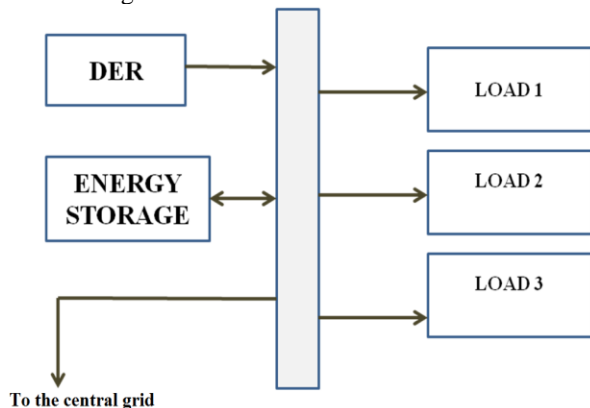 DER
LOAD 1
ENERGY
STORAGE
LOAD 2
LOAD 3
To the central grid